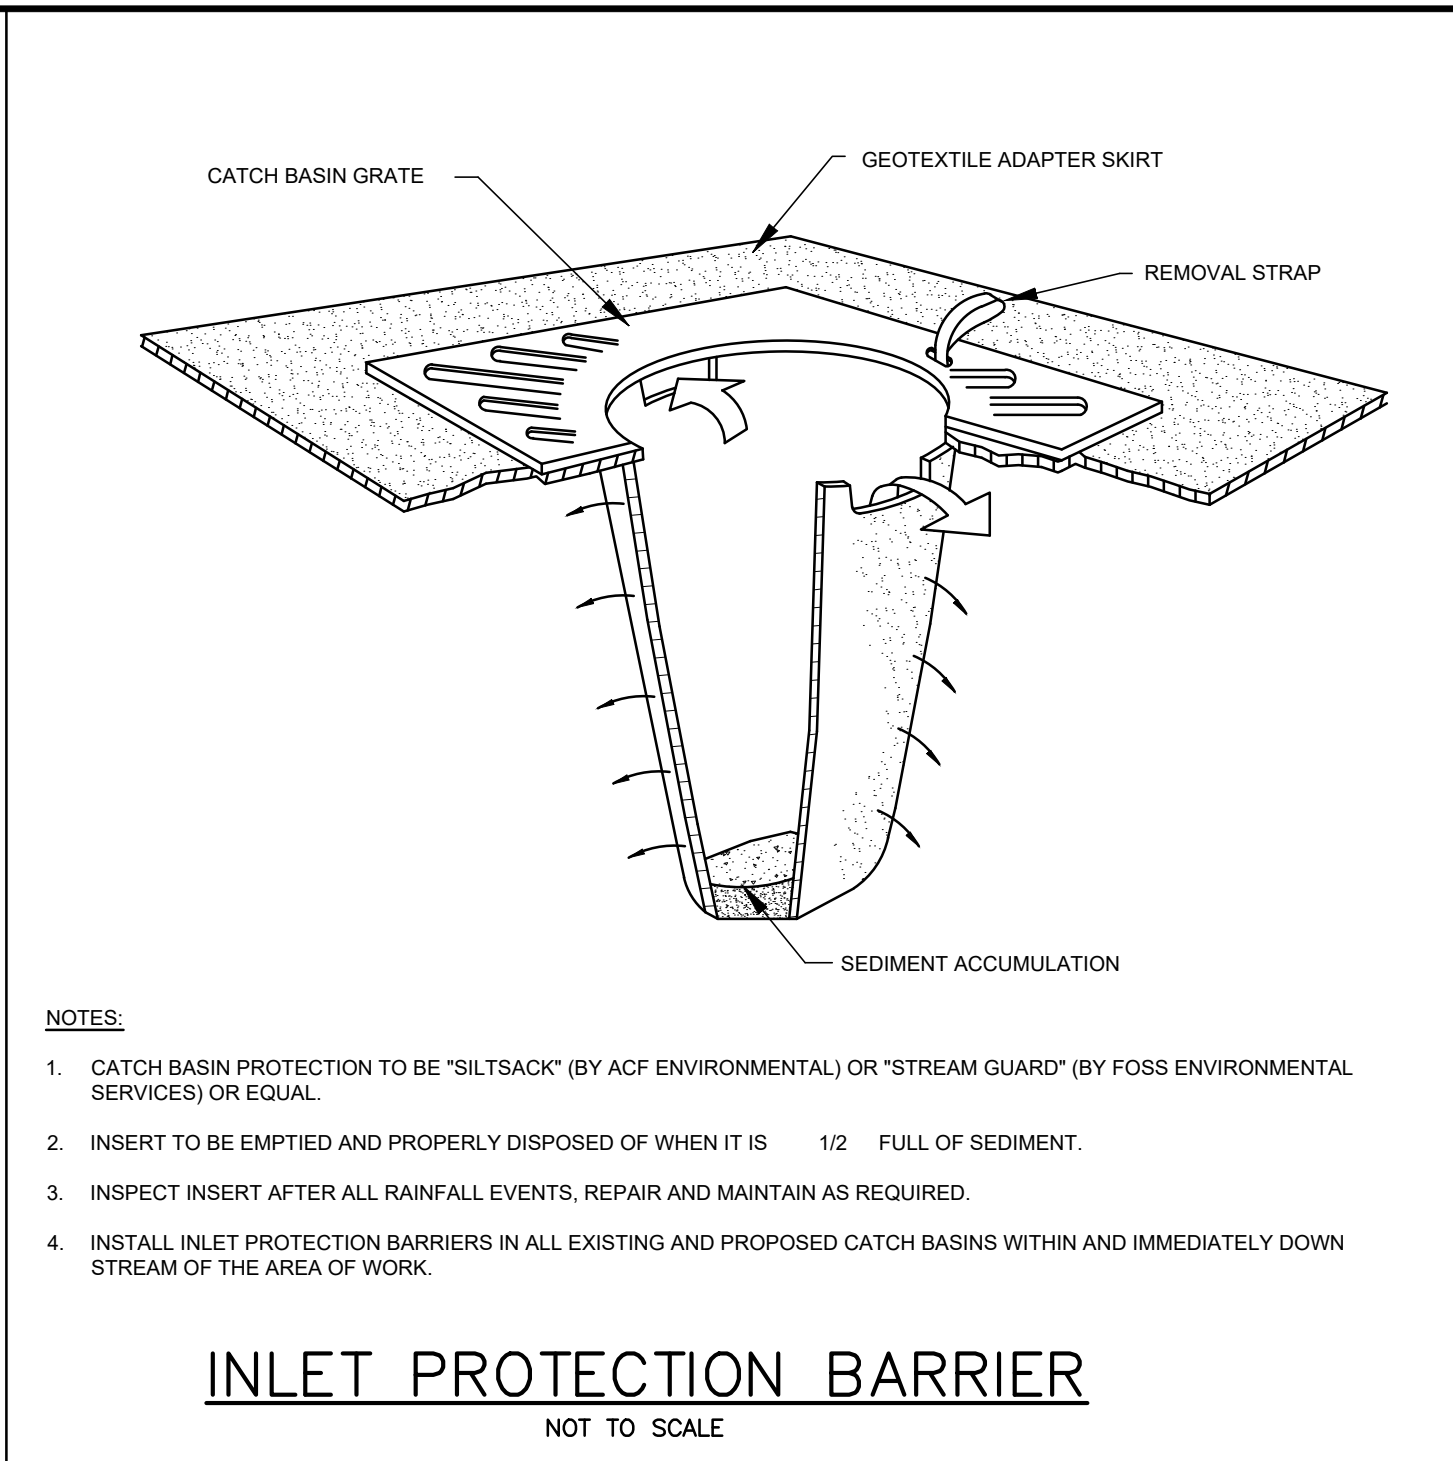 GEOTEXTILE ADAPTER SKIRT
CATCH BASIN GRATE
REMOVAL STRAP
SEDIMENT ACCUMULATION
NOTES:
1. CATCH BASIN PROTECTION TO BE "SILTSACK" (BY ACF ENVIRONMENTAL) OR "STREAM GUARD" (BY FOSS ENVIRONMENTAL
SERVICES) OR EQUAL.
2. INSERT TO BE EMPTIED AND PROPERLY DISPOSED OF WHEN IT IS 1/2 FULL OF SEDIMENT.
3. INSPECT INSERT AFTER ALL RAINFALL EVENTS, REPAIR AND MAINTAIN AS REQUIRED.
4. INSTALL INLET PROTECTION BARRIERS IN ALL EXISTING AND PROPOSED CATCH BASINS WITHIN AND IMMEDIATELY DOWN
STREAM OF THE AREA OF WORK.
INLET PROTECTION BARRIER
NOT TO SCALE